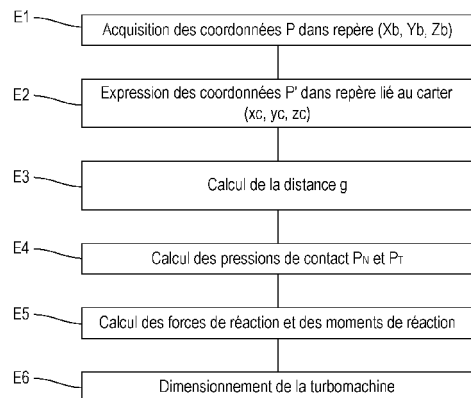 E1
Acquisition des coordonnées P dans repère (Xb, Yb, Zb)
E2
Expression des coordonnées P' dans repère lié au carter
(xc, yc, zc)
E3
Calcul de la distance g
E4
Calcul des pressions de contact PN et PT
E5
Calcul des forces de réaction et des moments de réaction
E6
Dimensionnement de la turbomachine